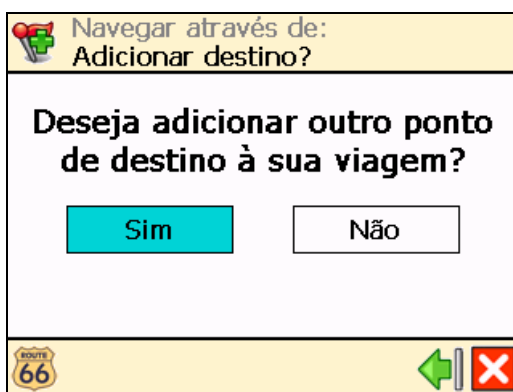 Navegar através de:
Adicionar destino?
Deseja adicionar outro ponto
de destino à sua viagem?
Sim
Não
ROUTE
66